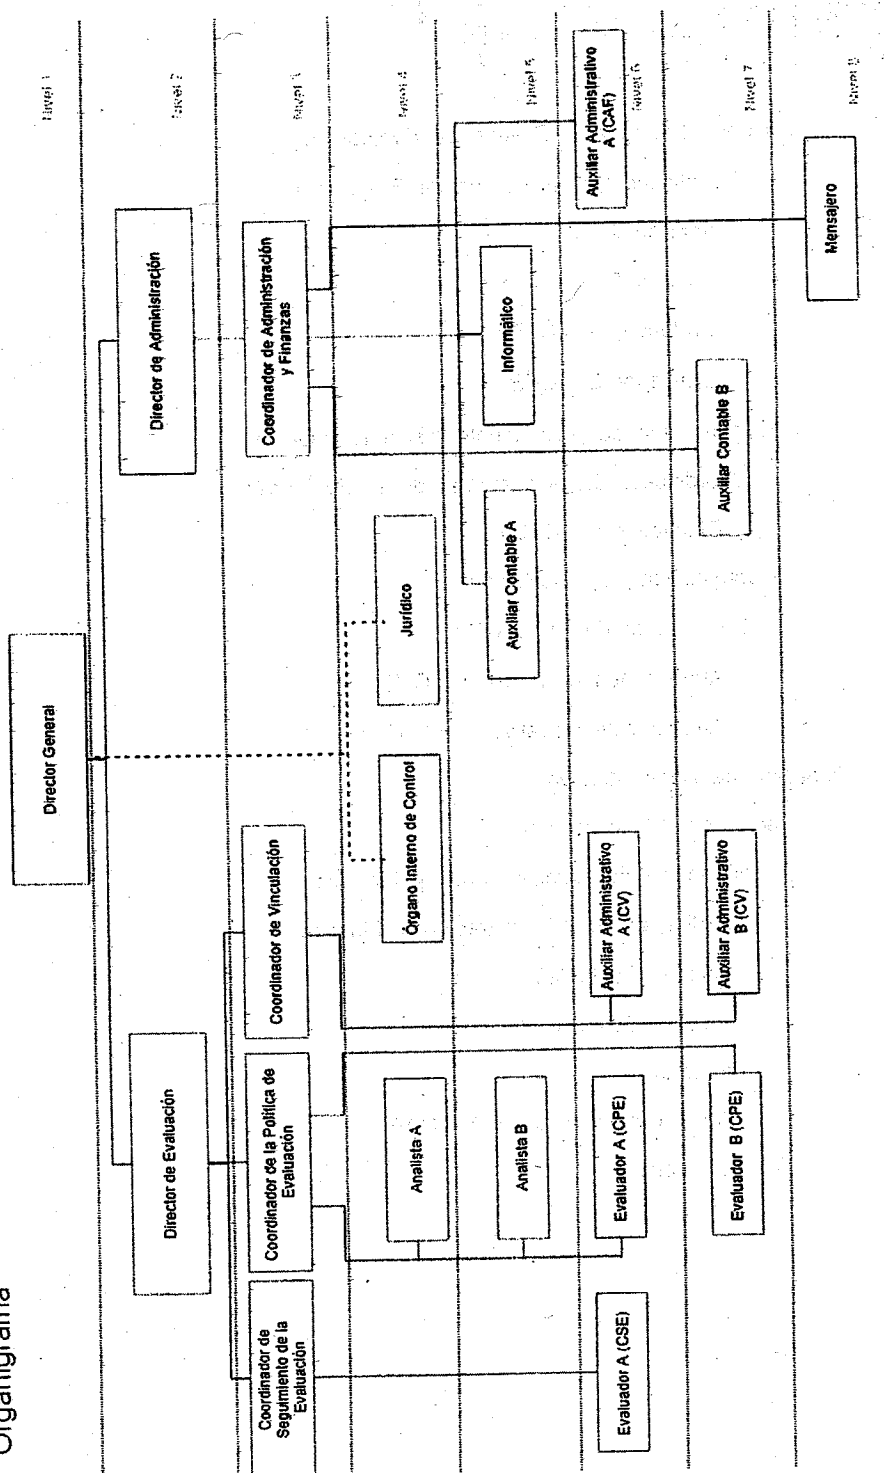 Organigrama
Nivel 1
Director General
Nivel 2
Director de Evaluación
Director de Administración
Nivel 3
Coordinador de
Seguimiento de la
Evaluación
Coordinador de la Política de
Evaluación
Coordinador de Vinculación
Coordinador de Administración
y Finanzas
Nivel 4
Analista A
Órgano Interno de Control
Jurídico
Nivel 5
Analista B
Auxiliar Contable A
Informático
Nivel 6
Evaluador A (CSE)
Evaluador A (CPE)
Auxiliar Administrativo
A (CV)
Auxiliar Administrativo
A (CAF)
Nivel 7
Evaluador B (CPE)
Auxiliar Administrativo
B (CV)
Auxiliar Contable B
Nivel 8
Mensajero